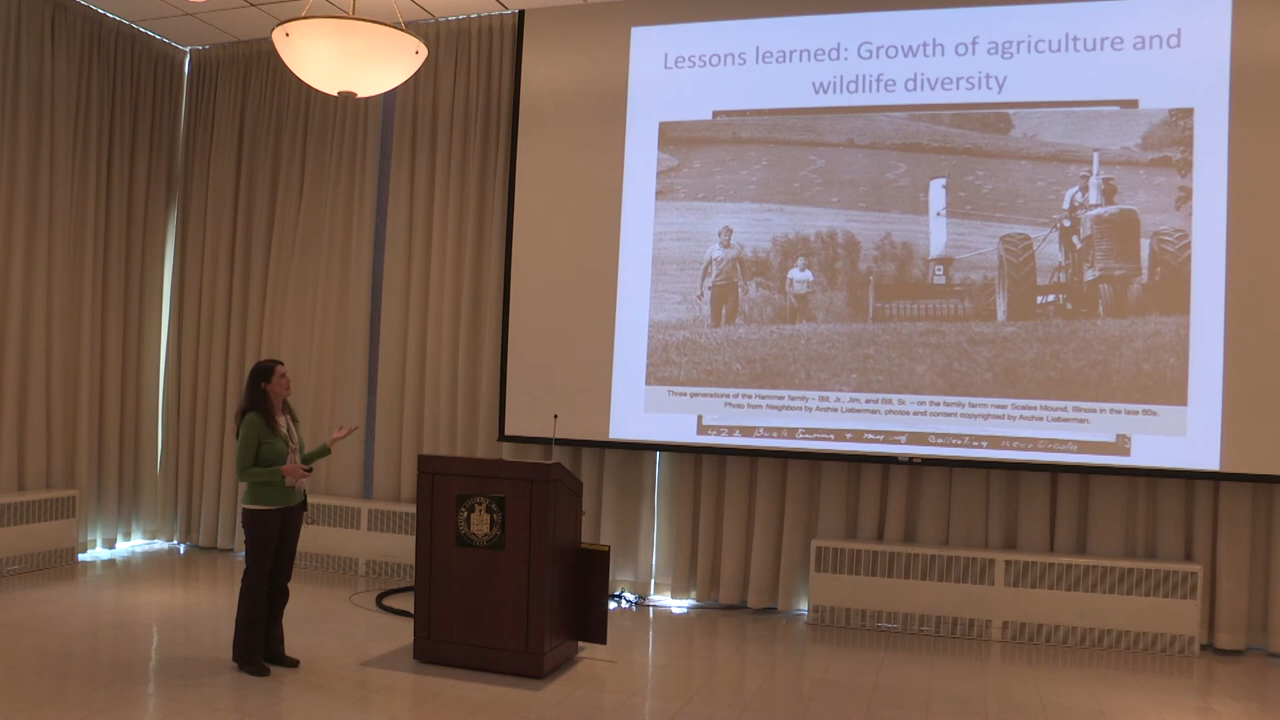 Lessons learned: Growth of agriculture and
wildlife diversity
Three generations of the Hammer family – Bill, Jr., Jim, and Bill, Sr. – on the family farm near Scales Mound, Illinois in the late 60s.
Photo from Neighbors by Archie Lieberman, photos and content copyrighted by Archie Lieberman.
422
Collecting